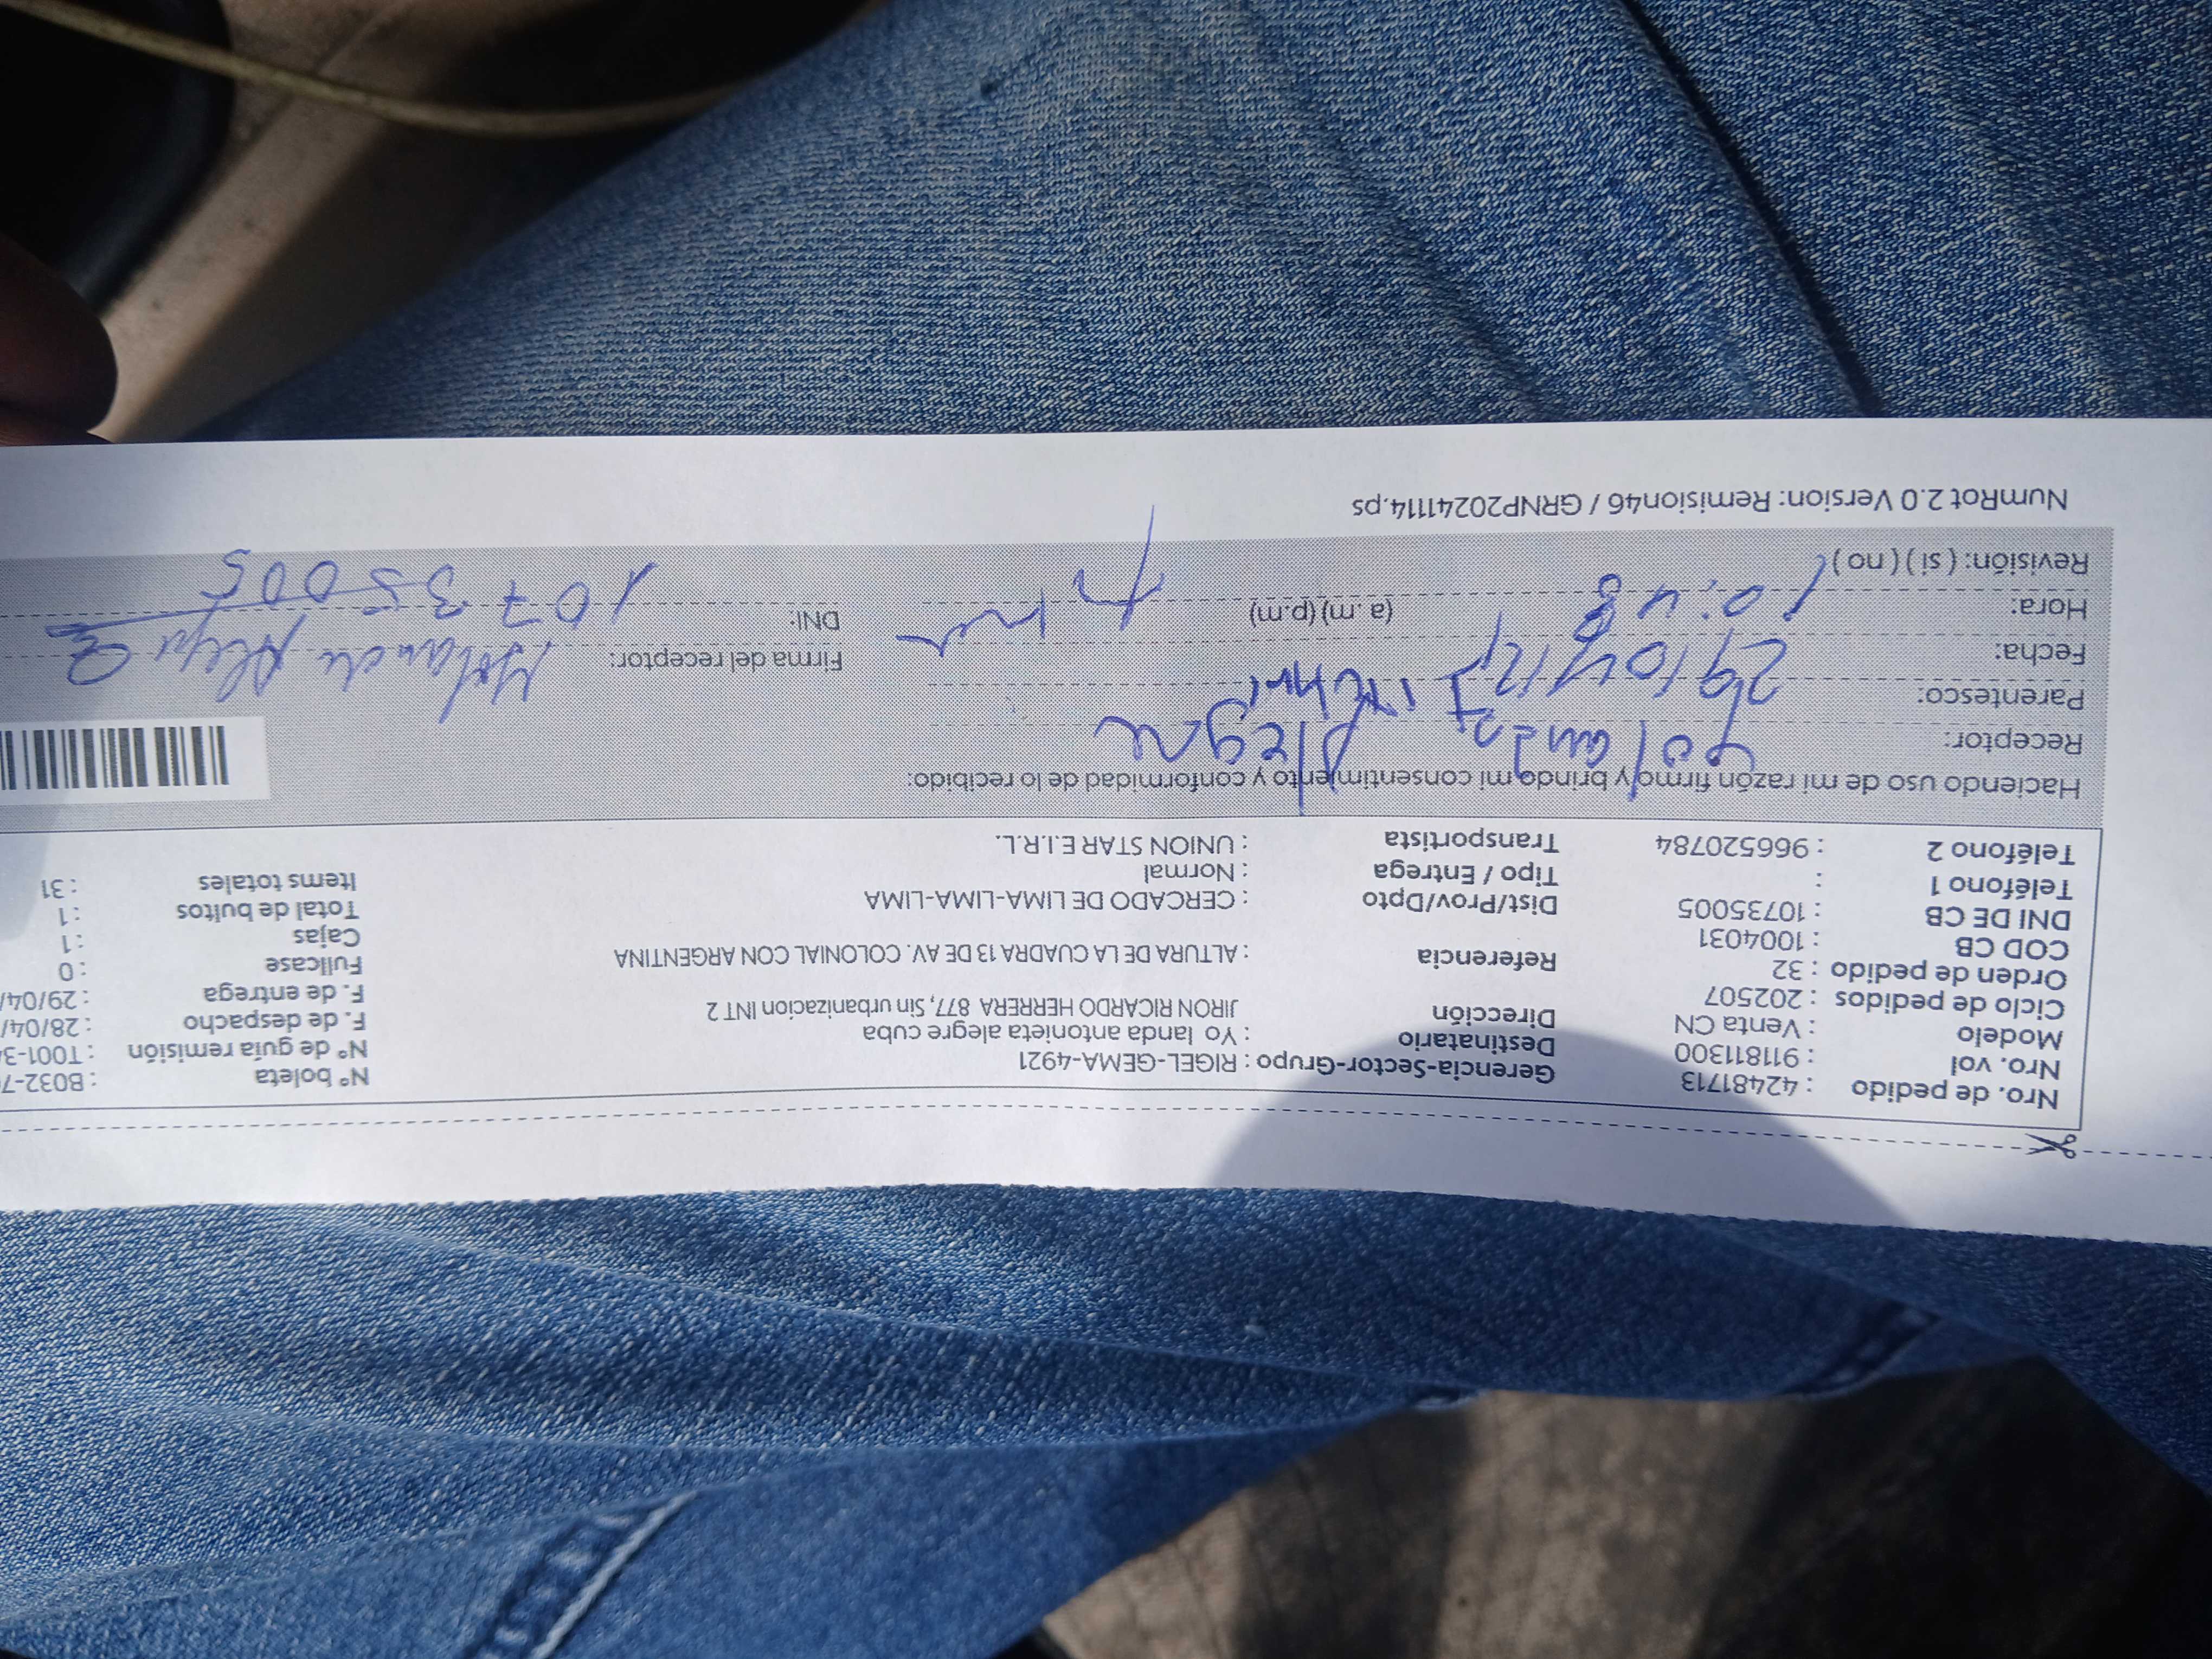 Nro. de pedido : 42481713 Gerencia-Sector-Grupo : RIGEL-GEMA-4921 N° boleta : B032-7
Nro. vol : 911811300 Destinatario : Yo landa antonieta alegre cuba N° de guía remisión : T001-3
Modelo : Venta CN Dirección JIRON RICARDO HERRERA 877, Sin urbanizacion INT 2 F. de despacho : 28/04/
Ciclo de pedidos : 202507 F. de entrega : 29/04/
Orden de pedido : 32 Referencia : ALTURA DE LA CUADRA 13 DE AV. COLONIAL CON ARGENTINA Fullcase : 0
COD CB : 1004031 Cajas : 1
DNI DE CB : 10735005 Dist/Prov/Dpto : CERCADO DE LIMA-LIMA-LIMA Total de bultos : 1
Teléfono 1 : Tipo / Entrega : Normal Items totales : 31
Teléfono 2 : 966520784 Transportista : UNION STAR E.I.R.L.
Haciendo uso de mi razón firmo y brindo mi consentimiento y conformidad de lo recibido:
Receptor: Yolanda Alegre
Parentesco:
Fecha: 29/04/25 Firma del receptor: Yolanda
Hora: 10:48 (a. m) (p.m) DNI: 10735005
Revisión: ( si ) ( no )
NumRot 2.0 Version: Remision46 / GRNP20241114.ps